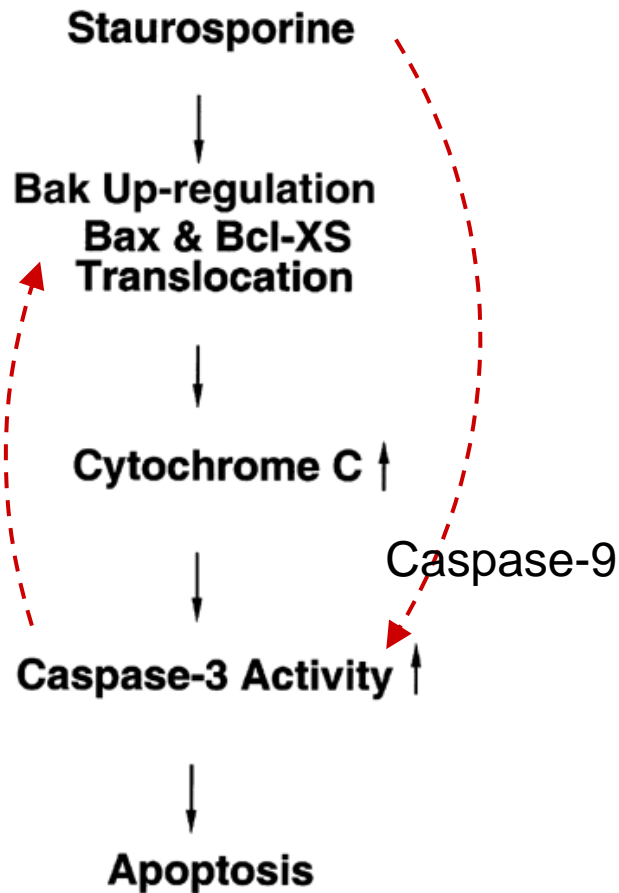 Staurosporine
Bak Up-regulation
Bax & Bcl-XS
Translocation
Cytochrome C
Caspase-9
Caspase-3 Activity
Apoptosis